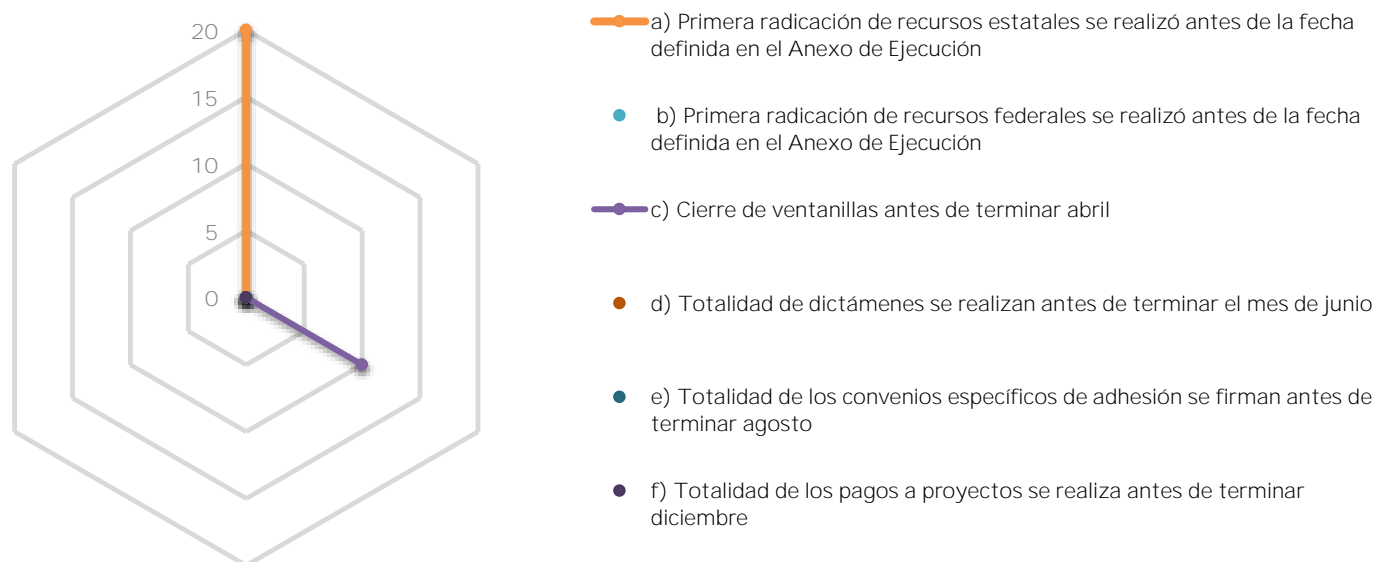 20
15
10
5
0
a) Primera radicación de recursos estatales se realizó antes de la fecha
definida en el Anexo de Ejecución
b) Primera radicación de recursos federales se realizó antes de la fecha
definida en el Anexo de Ejecución
c) Cierre de ventanillas antes de terminar abril
d) Totalidad de dictámenes se realizan antes de terminar el mes de junio
e) Totalidad de los convenios específicos de adhesión se firman antes de
terminar agosto
f) Totalidad de los pagos a proyectos se realiza antes de terminar
diciembre